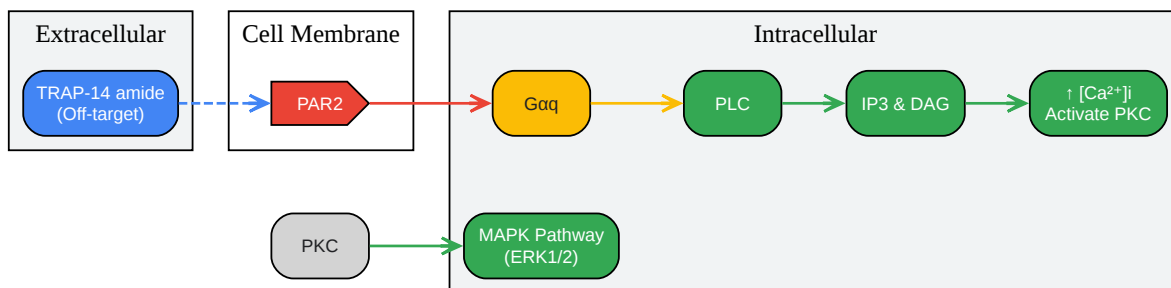 Extracellular
Cell Membrane
Intracellular
TRAP-14 amide
(Off-target)
PAR2
Gαq
PLC
IP3 & DAG
↑ [Ca²⁺]i
Activate PKC
PKC
MAPK Pathway
(ERK1/2)